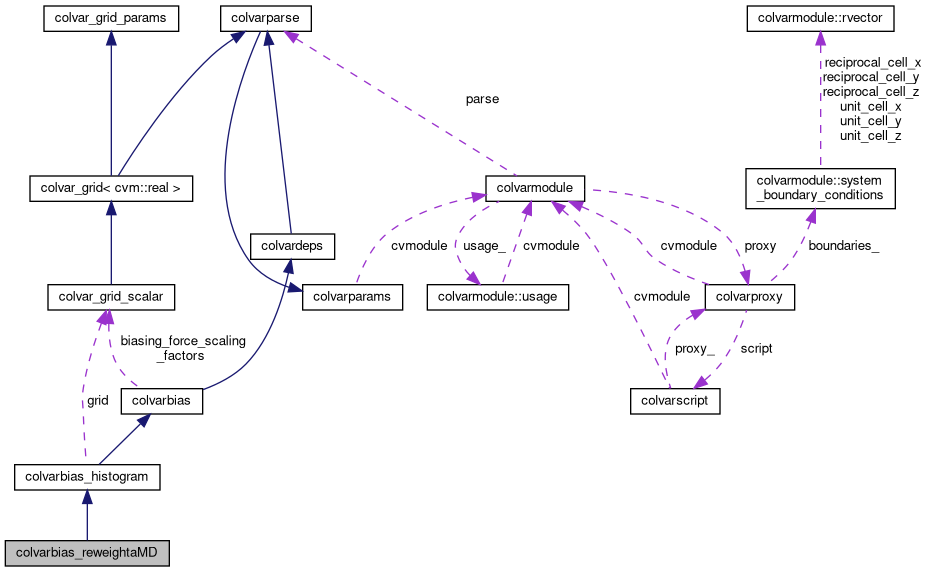 colvar_grid_params
colvarparse
colvarmodule::rvector
reciprocal_cell_x
reciprocal_cell_y
reciprocal_cell_z
unit_cell_x
unit_cell_y
unit_cell_z
parse
colvar_grid< cvm::real >
colvarmodule
colvarmodule::system
_boundary_conditions
colvardeps
cvmodule
usage_
cvmodule
cvmodule
proxy
boundaries_
colvar_grid_scalar
colvarparams
colvarmodule::usage
cvmodule
colvarproxy
biasing_force_scaling
_factors
proxy_
script
grid
colvarbias
colvarscript
colvarbias_histogram
colvarbias_reweightaMD